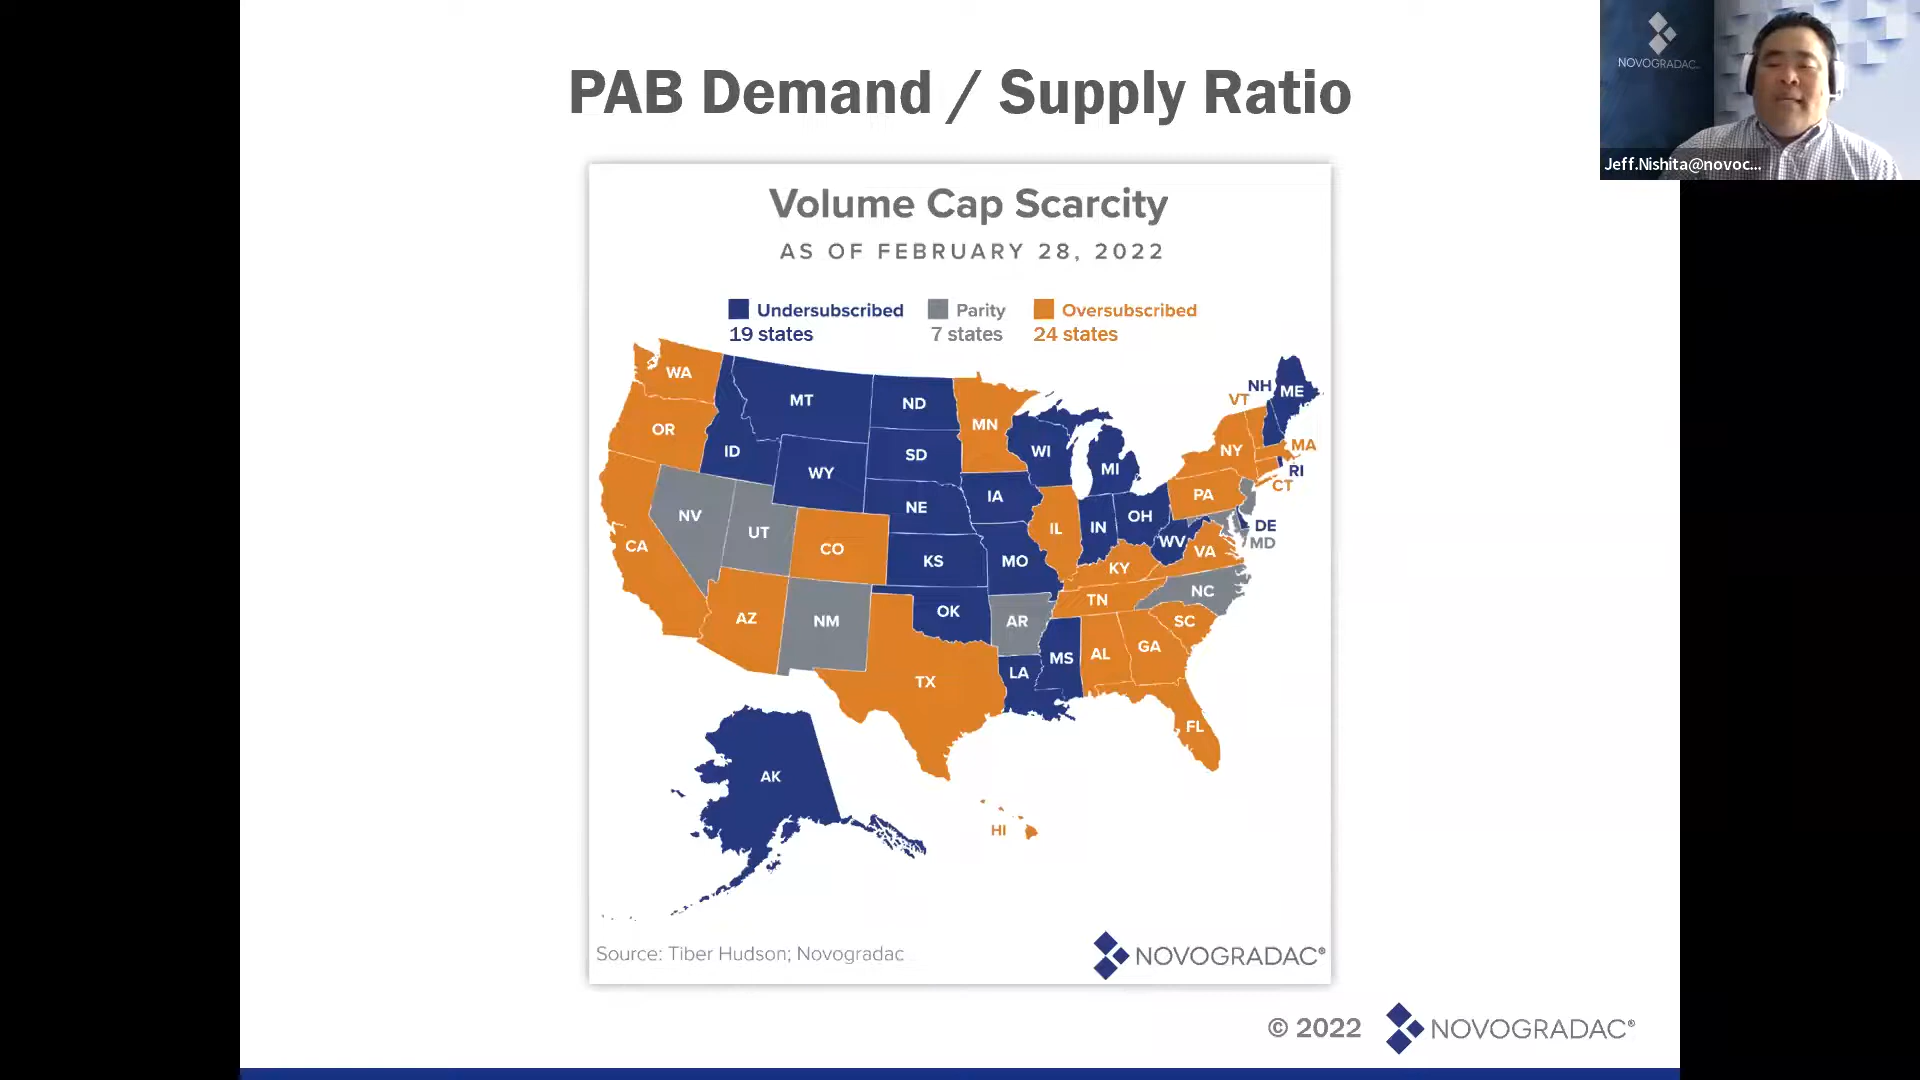 PAB Demand / Supply Ratio
NOVOGRADAC
Jeff.Nishita@novoc...
Volume Cap Scarcity
AS OF FEBRUARY 28, 2022
Undersubscribed
19 states
Parity
7 states
Oversubscribed
24 states
WA
MT
ND
MN
NH
ME
VT
OR
ID
SD
WI
MI
NY
MA
RI
WY
NE
IA
PA
CT
NV
UT
CO
IL
IN
OH
DE
MD
CA
KS
MO
WV
VA
KY
NC
AZ
NM
OK
AR
TN
SC
TX
LA
MS
AL
GA
FL
AK
HI
Source: Tiber Hudson; Novogradac
NOVOGRADAC®
© 2022
NOVOGRADAC®